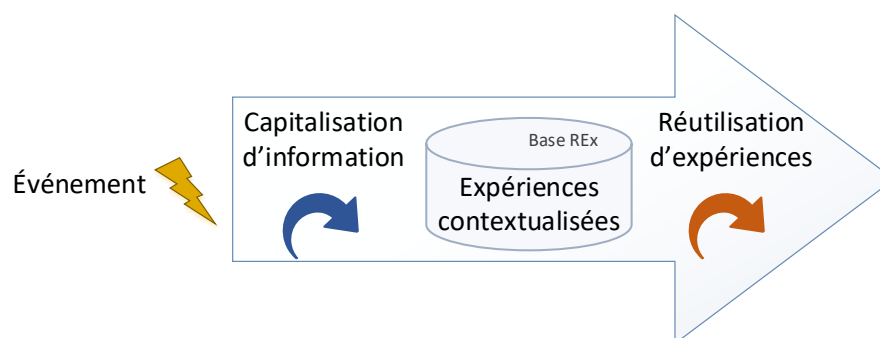 Événement
Capitalisation
d’information
Base REx
Expériences
contextualisées
Réutilisation
d’expériences